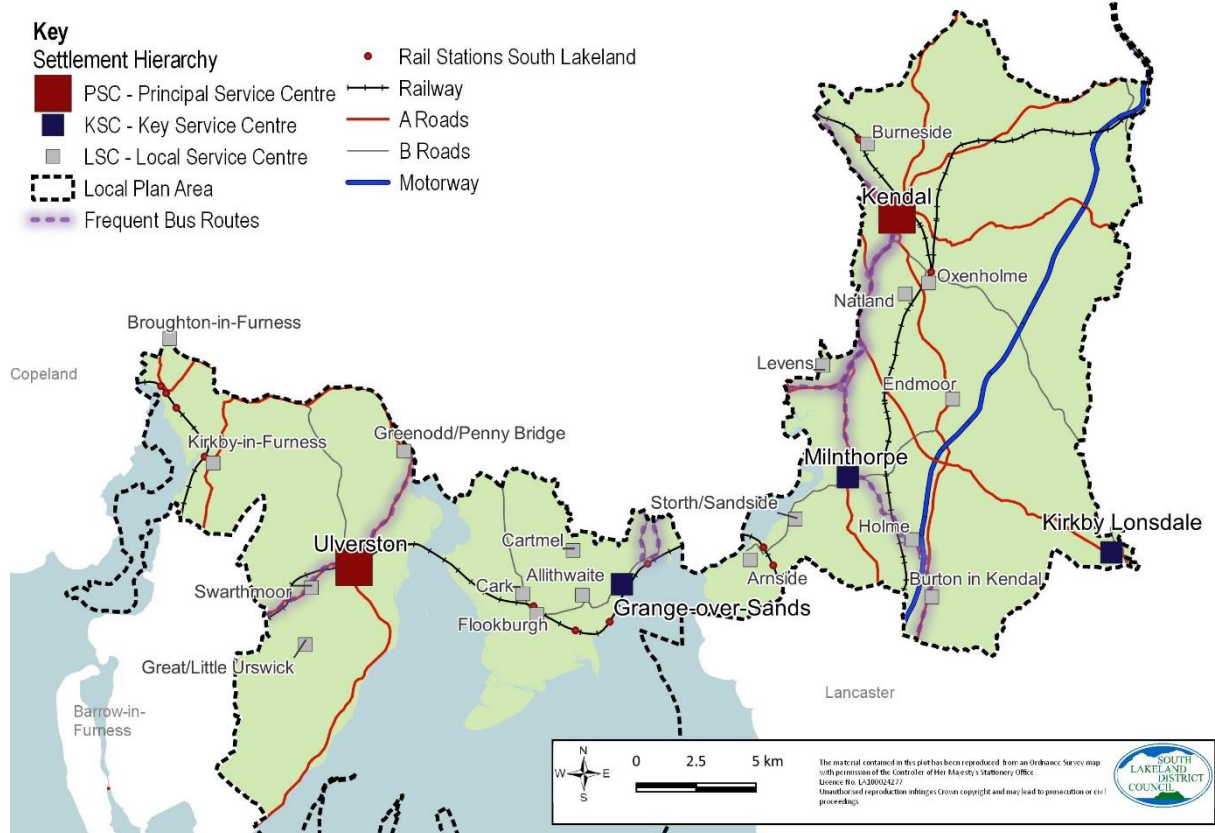 Key
Settlement Hierarchy
PSC - Principal Service Centre
KSC - Key Service Centre
LSC - Local Service Centre
Local Plan Area
Frequent Bus Routes
Rail Stations South Lakeland
Railway
A Roads
B Roads
Motorway
Burneside
Kendal
Oxenholme
Natland
Broughton-in-Furness
Copeland
Levens
Endmoor
Kirkby-in-Furness
Greenodd/Penny Bridge
Milnthorpe
Storth/Sandside
Holme
Kirkby Lonsdale
Ulverston
Cartmel
Swarthmoor
Cark
Allithwaite
Arnside
Burton in Kendal
Grange-over-Sands
Flookburgh
Great/Little Urswick
Lancaster
Barrow-in-
Furness
N
W E
S
0 2.5 5 km
The material contained in this plot has been reproduced from an Ordnance Survey map
with permission of the Controller of Her Majesty's Stationery Office.
Licence No. LA100024277
Unauthorised reproduction infringes Crown copyright and may lead to prosecution or civil
proceedings
SOUTH
LAKELAND
DISTRICT
COUNCIL